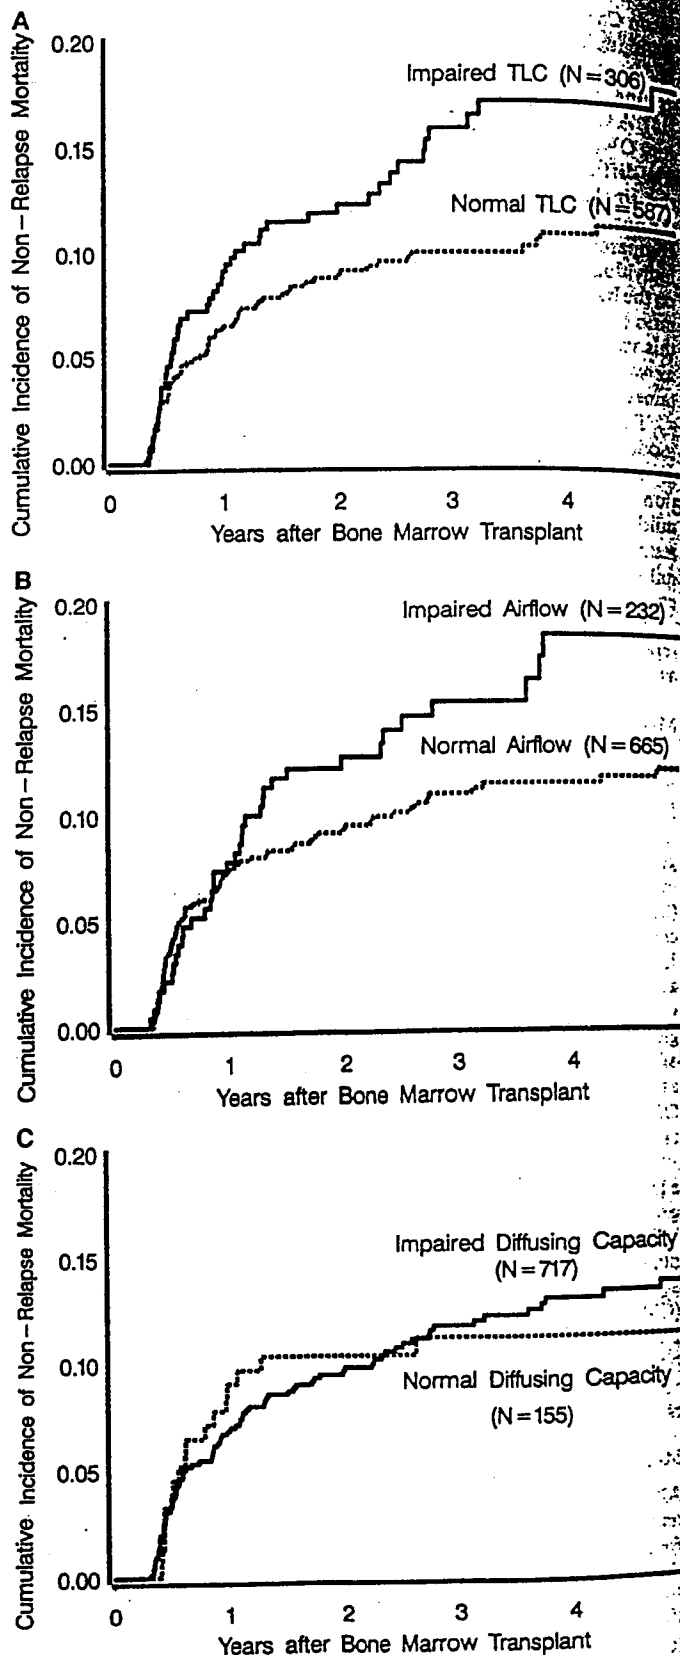 A
Cumulative Incidence of Non-Relapse Mortality
0.20
0.15
0.10
0.05
0.00
Impaired TLC (N=306)
Normal TLC (N=587)
0 1 2 3 4
Years after Bone Marrow Transplant
B
Cumulative Incidence of Non-Relapse Mortality
0.20
0.15
0.10
0.05
0.00
Impaired Airflow (N=232)
Normal Airflow (N=665)
0 1 2 3 4
Years after Bone Marrow Transplant
C
Cumulative Incidence of Non-Relapse Mortality
0.20
0.15
0.10
0.05
0.00
Impaired Diffusing Capacity
(N=717)
Normal Diffusing Capacity
(N=155)
0 1 2 3 4
Years after Bone Marrow Transplant